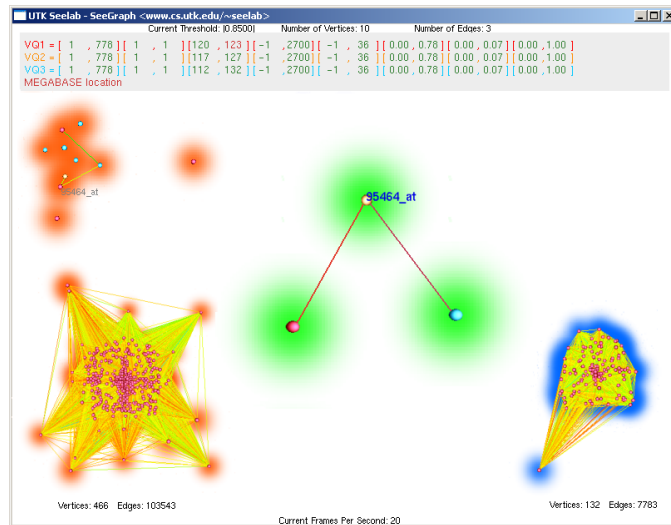 UTK Seelab - SeeGraph <www.cs.utk.edu/~seelab>
Current Threshold: |0.8500| Number of Vertices: 10 Number of Edges: 3
VQ1 = [ 1 , 778 ][ 1 , 1 ][120 , 123 ][ -1 , 2700 ][ -1 , 36 ][ 0.00 , 0.78 ][ 0.00 , 0.07 ][ 0.00 , 1.00 ]
VQ2 = [ 1 , 778 ][ 1 , 1 ][117 , 127 ][ -1 , 2700 ][ -1 , 36 ][ 0.00 , 0.78 ][ 0.00 , 0.07 ][ 0.00 , 1.00 ]
VQ3 = [ 1 , 778 ][ 1 , 1 ][112 , 132 ][ -1 , 2700 ][ -1 , 36 ][ 0.00 , 0.78 ][ 0.00 , 0.07 ][ 0.00 , 1.00 ]
MEGABASE location
95464_at
95464_at
Vertices: 466 Edges: 103543
Vertices: 132 Edges: 7783
Current Frames Per Second: 20